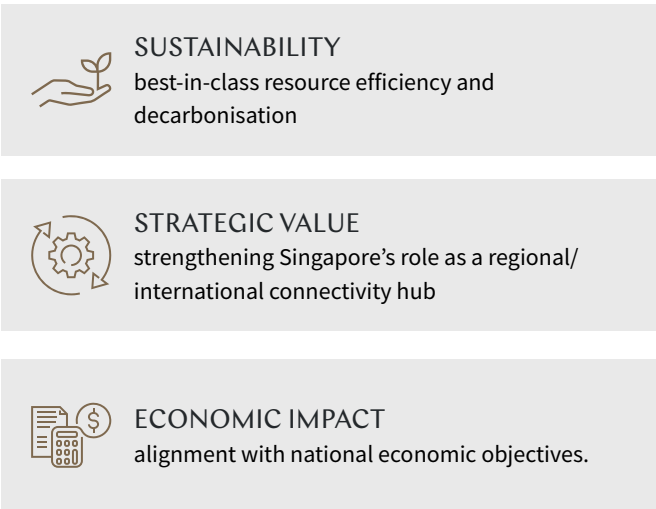 SUSTAINABILITY
best-in-class resource efficiency and
decarbonisation
STRATEGIC VALUE
strengthening Singapore’s role as a regional/
international connectivity hub
$
ECONOMIC IMPACT
alignment with national economic objectives.